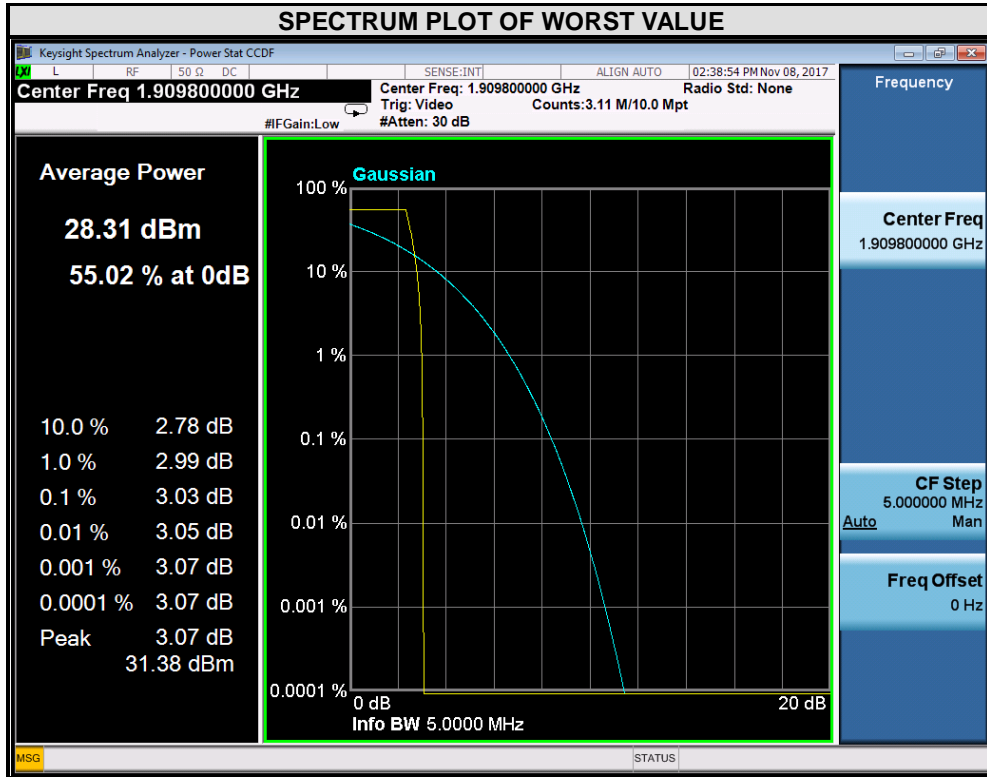 SPECTRUM PLOT OF WORST VALUE
Keysight Spectrum Analyzer - Power Stat CCDF
LXI L RF 50 Ω DC SENSE:INT ALIGN AUTO 02:38:54 PM Nov 08, 2017
Center Freq 1.909800000 GHz
Center Freq: 1.909800000 GHz Radio Std: None
Trig: Video Counts:3.11 M/10.0 Mpt
#IFGain:Low #Atten: 30 dB
Frequency
Average Power
28.31 dBm
55.02 % at 0dB
10.0 % 2.78 dB
1.0 % 2.99 dB
0.1 % 3.03 dB
0.01 % 3.05 dB
0.001 % 3.07 dB
0.0001 % 3.07 dB
Peak 3.07 dB
31.38 dBm
Gaussian
100 %
10 %
1 %
0.1 %
0.01 %
0.001 %
0.0001 %
0 dB 20 dB
Info BW 5.0000 MHz
Center Freq
1.909800000 GHz
CF Step
5.000000 MHz
Auto Man
Freq Offset
0 Hz
MSG STATUS